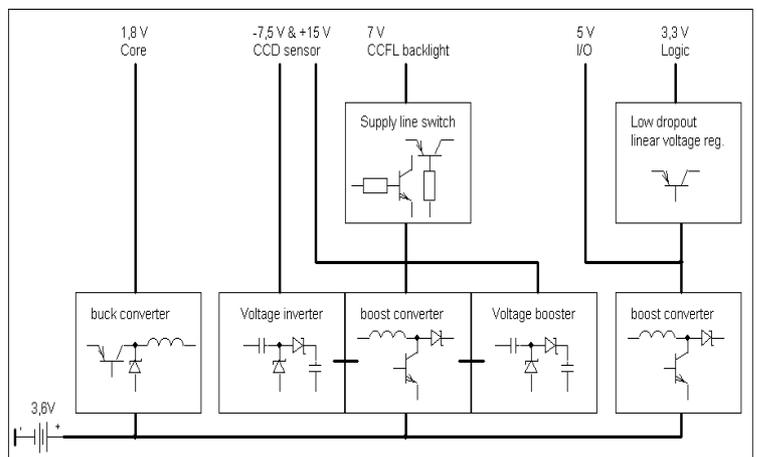 1,8 V
Core
-7,5 V & +15 V
CCD sensor
7 V
CCFL backlight
5 V
I/O
3,3 V
Logic
Supply line switch
Low dropout
linear voltage reg.
buck converter
Voltage inverter
boost converter
Voltage booster
boost converter
3,6V
- +